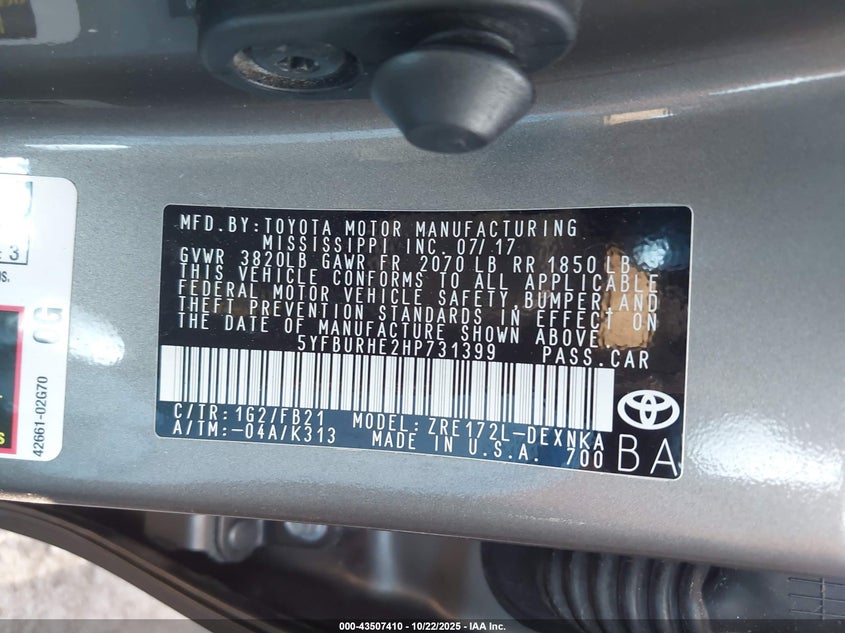 MFD.BY:TOYOTA MOTOR MANUFACTURING
MISSISSIPPI INC. 07/17
GVWR 3820LB GAWR FR 2070 LB RR 1850 LB
THIS VEHICLE CONFORMS TO ALL APPLICABLE
FEDERAL MOTOR VEHICLE SAFETY,BUMPER,AND
THEFT PREVENTION STANDARDS IN EFFECT ON
THE DATE OF MANUFACTURE SHOWN ABOVE.
5YFBURHE2HP731399 PASS.CAR
C/TR:1G2/FB21 MODEL:ZRE172L-DEXNKA
A/TM:-04A/K313 MADE IN U.S.A. 700
BA
3
US.
42661-02G70
000-43507410 - 10/22/2025 - IAA Inc.